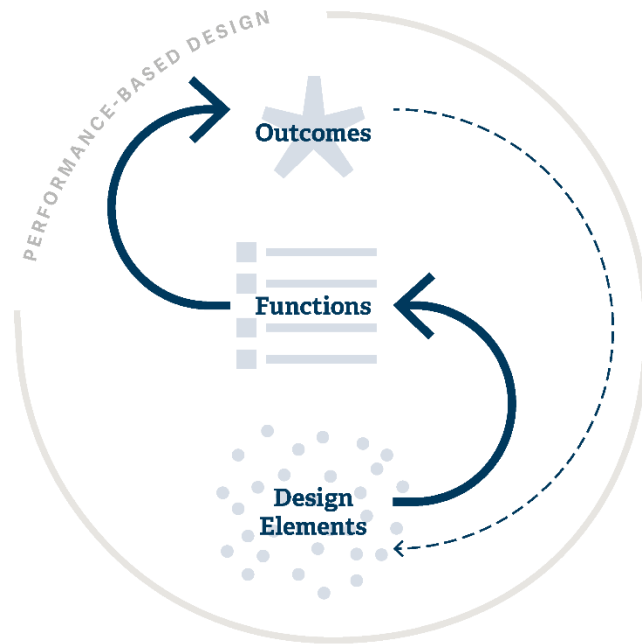 PERFORMANCE-BASED DESIGN
Outcomes
Functions
Design
Elements